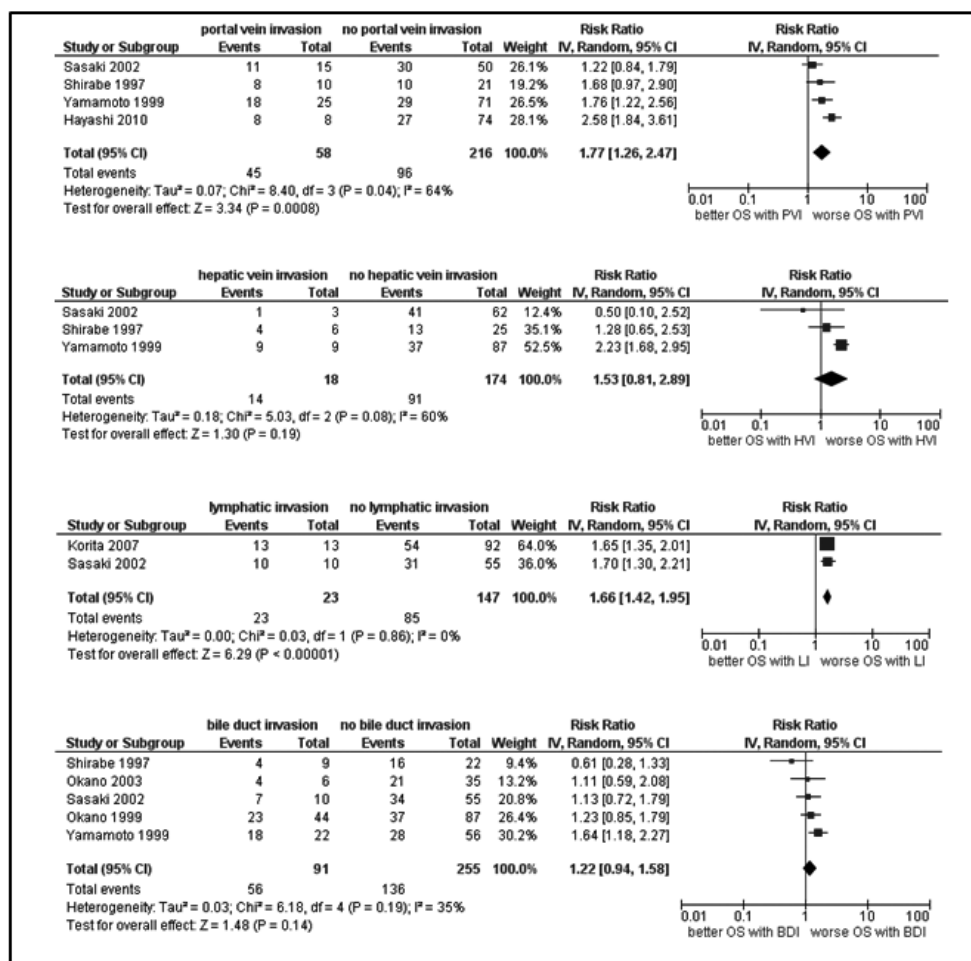 portal vein invasion no portal vein invasion Risk Ratio Risk Ratio
Study or Subgroup Events Total Events Total Weight IV, Random, 95% CI IV, Random, 95% CI
Sasaki 2002 11 15 30 50 26.1% 1.22 [0.84, 1.79]
Shirabe 1997 8 10 10 21 19.2% 1.68 [0.97, 2.90]
Yamamoto 1999 18 25 29 71 26.5% 1.76 [1.22, 2.56]
Hayashi 2010 8 8 27 74 28.1% 2.58 [1.84, 3.61]
Total (95% CI) 58 216 100.0% 1.77 [1.26, 2.47]
Total events 45 96
Heterogeneity: Tau² = 0.07; Chi² = 8.40, df = 3 (P = 0.04); I² = 64%
Test for overall effect: Z = 3.34 (P = 0.0008)
0.01 0.1 1 10 100
better OS with PVI worse OS with PVI
hepatic vein invasion no hepatic vein invasion Risk Ratio Risk Ratio
Study or Subgroup Events Total Events Total Weight IV, Random, 95% CI IV, Random, 95% CI
Sasaki 2002 1 3 41 62 12.4% 0.50 [0.10, 2.52]
Shirabe 1997 4 6 13 25 35.1% 1.28 [0.65, 2.53]
Yamamoto 1999 9 9 37 87 52.5% 2.23 [1.68, 2.95]
Total (95% CI) 18 174 100.0% 1.53 [0.81, 2.89]
Total events 14 91
Heterogeneity: Tau² = 0.18; Chi² = 5.03, df = 2 (P = 0.08); I² = 60%
Test for overall effect: Z = 1.30 (P = 0.19)
0.01 0.1 1 10 100
better OS with HVI worse OS with HVI
lymphatic invasion no lymphatic invasion Risk Ratio Risk Ratio
Study or Subgroup Events Total Events Total Weight IV, Random, 95% CI IV, Random, 95% CI
Korita 2007 13 13 54 92 64.0% 1.65 [1.35, 2.01]
Sasaki 2002 10 10 31 55 36.0% 1.70 [1.30, 2.21]
Total (95% CI) 23 147 100.0% 1.66 [1.42, 1.95]
Total events 23 85
Heterogeneity: Tau² = 0.00; Chi² = 0.03, df = 1 (P = 0.86); I² = 0%
Test for overall effect: Z = 6.29 (P < 0.00001)
0.01 0.1 1 10 100
better OS with LI worse OS with LI
bile duct invasion no bile duct invasion Risk Ratio Risk Ratio
Study or Subgroup Events Total Events Total Weight IV, Random, 95% CI IV, Random, 95% CI
Shirabe 1997 4 9 16 22 9.4% 0.61 [0.28, 1.33]
Okano 2003 4 6 21 35 13.2% 1.11 [0.59, 2.08]
Sasaki 2002 7 10 34 55 20.8% 1.13 [0.72, 1.79]
Okano 1999 23 44 37 87 26.4% 1.23 [0.85, 1.79]
Yamamoto 1999 18 22 28 56 30.2% 1.64 [1.18, 2.27]
Total (95% CI) 91 255 100.0% 1.22 [0.94, 1.58]
Total events 56 136
Heterogeneity: Tau² = 0.03; Chi² = 6.18, df = 4 (P = 0.19); I² = 35%
Test for overall effect: Z = 1.48 (P = 0.14)
0.01 0.1 1 10 100
better OS with BDI worse OS with BDI